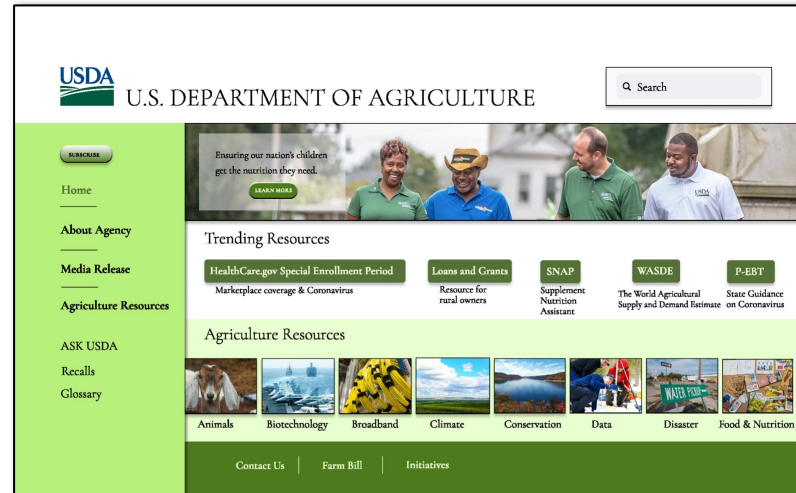 USDA
U.S. DEPARTMENT OF AGRICULTURE
Search
SUBSCRIBE
Home
About Agency
Media Release
Agriculture Resources
ASK USDA
Recalls
Glossary
Ensuring our nation's children
get the nutrition they need.
LEARN MORE
USDA
Trending Resources
HealthCare.gov Special Enrollment Period
Marketplace coverage & Coronavirus
Loans and Grants
Resource for
rural owners
SNAP
Supplement
Nutrition
Assistant
WASDE
The World Agricultural
Supply and Demand Estimate
P-EBT
State Guidance
on Coronavirus
Agriculture Resources
WATER PICKUP
Animals
Biotechnology
Broadband
Climate
Conservation
Data
Disaster
Food & Nutrition
Contact Us
Farm Bill
Initiatives